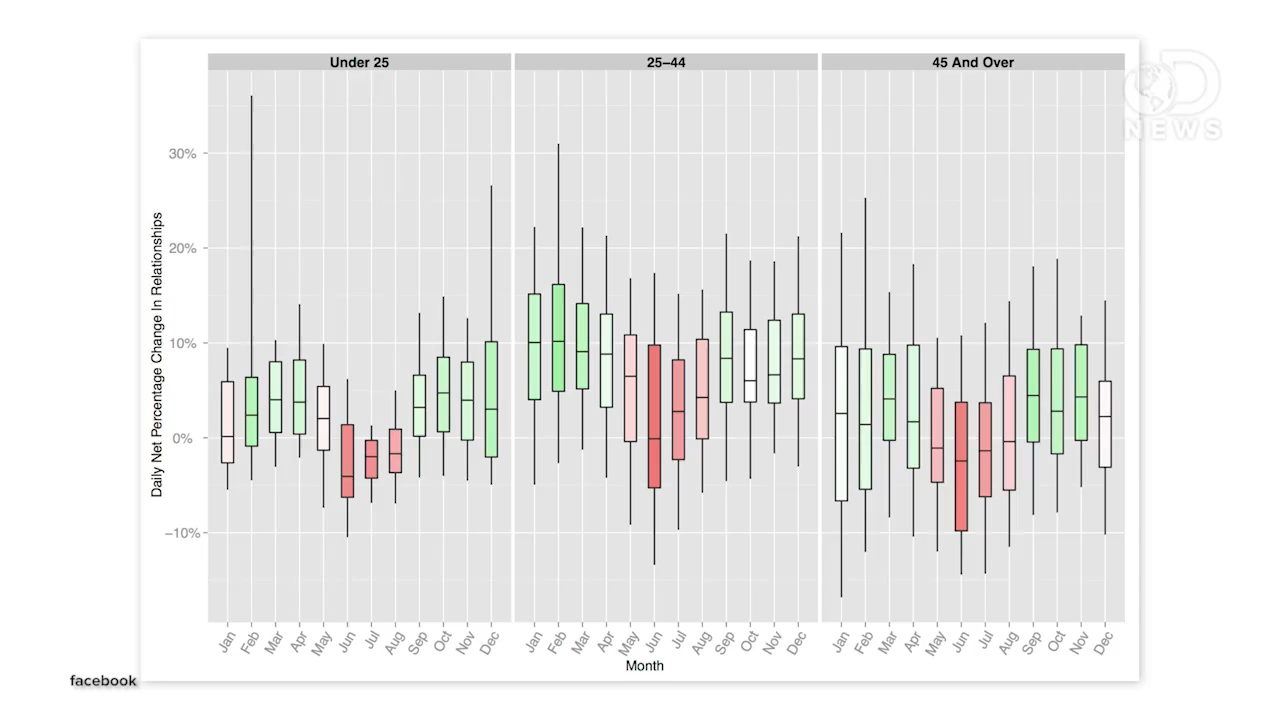 Under 25
25–44
45 And Over
D
NEWS
Daily Net Percentage Change In Relationships
30%
20%
10%
0%
−10%
Jan Feb Mar Apr May Jun Jul Aug Sep Oct Nov Dec
Jan Feb Mar Apr May Jun Jul Aug Sep Oct Nov Dec
Jan Feb Mar Apr May Jun Jul Aug Sep Oct Nov Dec
Month
facebook